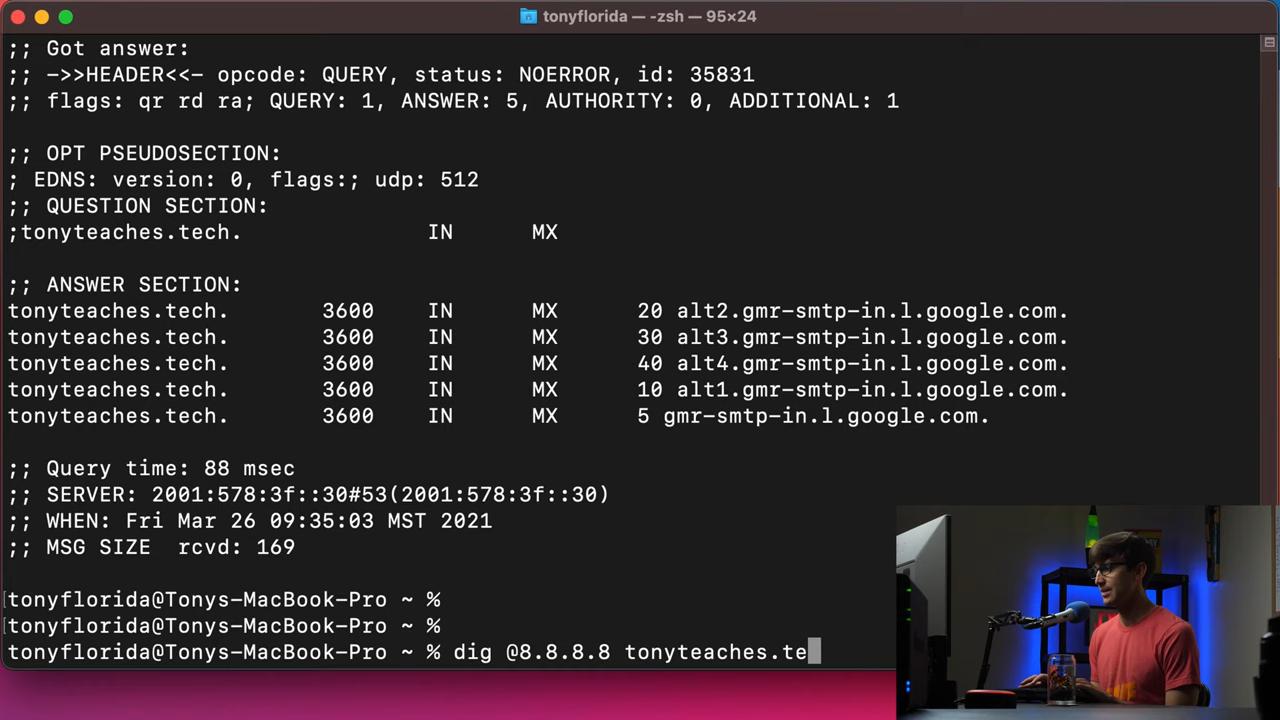 tonyflorida — -zsh — 95×24
;; Got answer:
;; ->>HEADER<<- opcode: QUERY, status: NOERROR, id: 35831
;; flags: qr rd ra; QUERY: 1, ANSWER: 5, AUTHORITY: 0, ADDITIONAL: 1
;; OPT PSEUDOSECTION:
; EDNS: version: 0, flags:; udp: 512
;; QUESTION SECTION:
;tonyteaches.tech. IN MX
;; ANSWER SECTION:
tonyteaches.tech. 3600 IN MX 20 alt2.gmr-smtp-in.l.google.com.
tonyteaches.tech. 3600 IN MX 30 alt3.gmr-smtp-in.l.google.com.
tonyteaches.tech. 3600 IN MX 40 alt4.gmr-smtp-in.l.google.com.
tonyteaches.tech. 3600 IN MX 10 alt1.gmr-smtp-in.l.google.com.
tonyteaches.tech. 3600 IN MX 5 gmr-smtp-in.l.google.com.
;; Query time: 88 msec
;; SERVER: 2001:578:3f::30#53(2001:578:3f::30)
;; WHEN: Fri Mar 26 09:35:03 MST 2021
;; MSG SIZE rcvd: 169
tonyflorida@Tonys-MacBook-Pro ~ %
tonyflorida@Tonys-MacBook-Pro ~ %
tonyflorida@Tonys-MacBook-Pro ~ % dig @8.8.8.8 tonyteaches.te